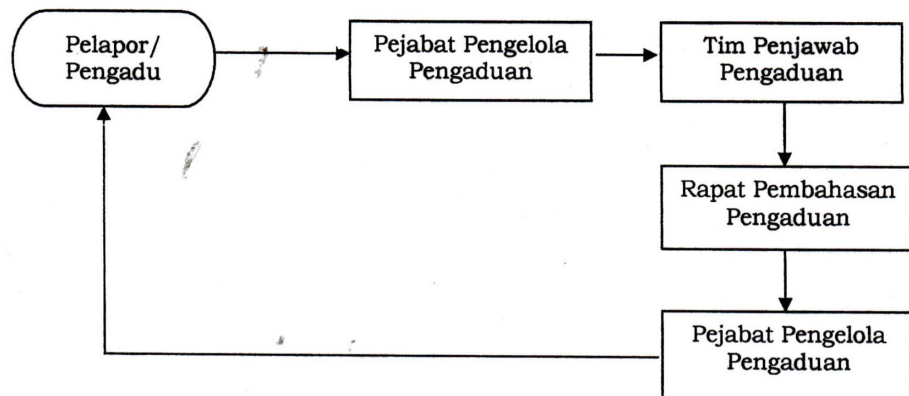 Pelapor/
Pengadu
Pejabat Pengelola
Pengaduan
Tim Penjawab
Pengaduan
Rapat Pembahasan
Pengaduan
Pejabat Pengelola
Pengaduan